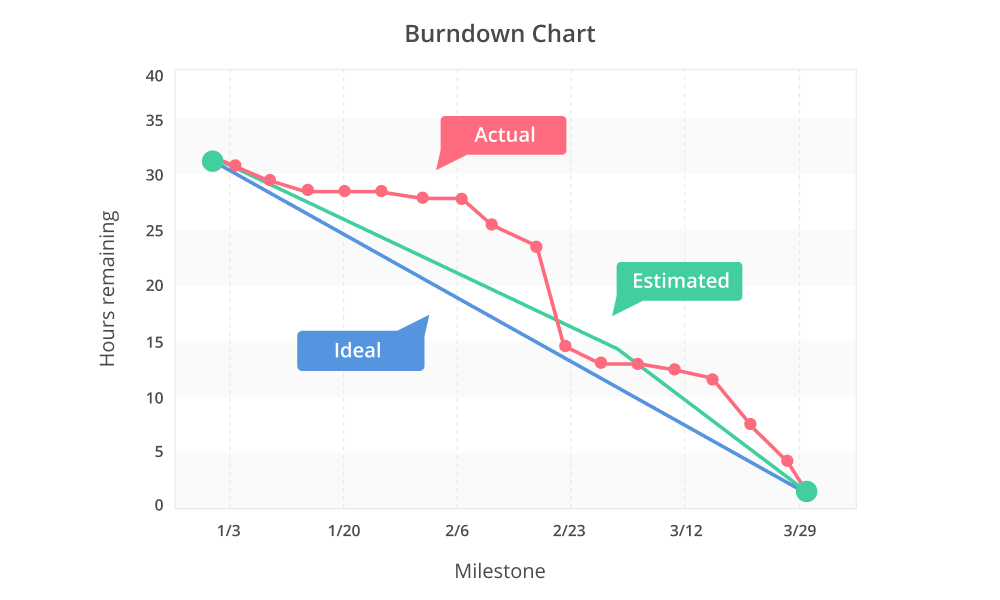 Burndown Chart
40
35
30
25
20
15
10
5
0
Hours remaining
Actual
Estimated
Ideal
1/3 1/20 2/6 2/23 3/12 3/29
Milestone